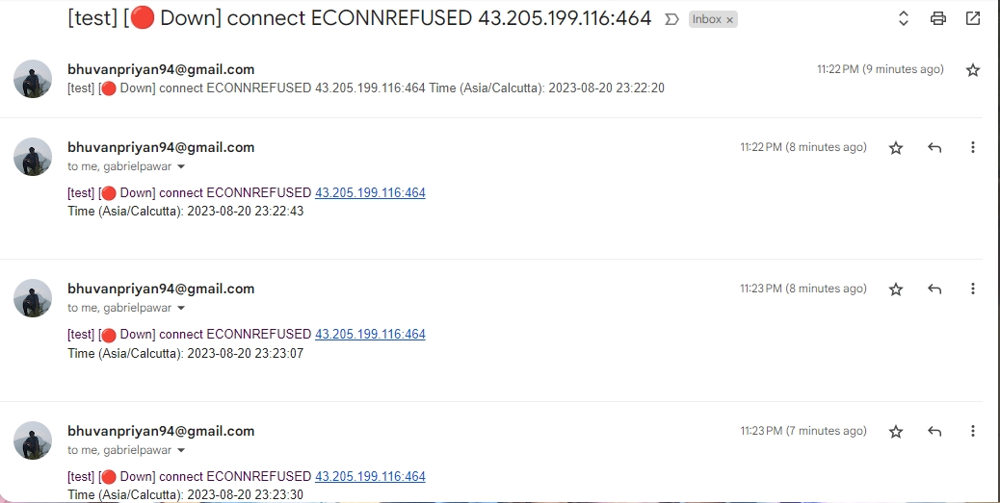 [test] [🔴 Down] connect ECONNREFUSED 43.205.199.116:464 Inbox ×
bhuvanpriyan94@gmail.com 11:22 PM (9 minutes ago)
[test] [🔴 Down] connect ECONNREFUSED 43.205.199.116:464 Time (Asia/Calcutta): 2023-08-20 23:22:20
bhuvanpriyan94@gmail.com 11:22 PM (8 minutes ago)
to me, gabrielpawar
[test] [🔴 Down] connect ECONNREFUSED 43.205.199.116:464
Time (Asia/Calcutta): 2023-08-20 23:22:43
bhuvanpriyan94@gmail.com 11:23 PM (8 minutes ago)
to me, gabrielpawar
[test] [🔴 Down] connect ECONNREFUSED 43.205.199.116:464
Time (Asia/Calcutta): 2023-08-20 23:23:07
bhuvanpriyan94@gmail.com 11:23 PM (7 minutes ago)
to me, gabrielpawar
[test] [🔴 Down] connect ECONNREFUSED 43.205.199.116:464
Time (Asia/Calcutta): 2023-08-20 23:23:30